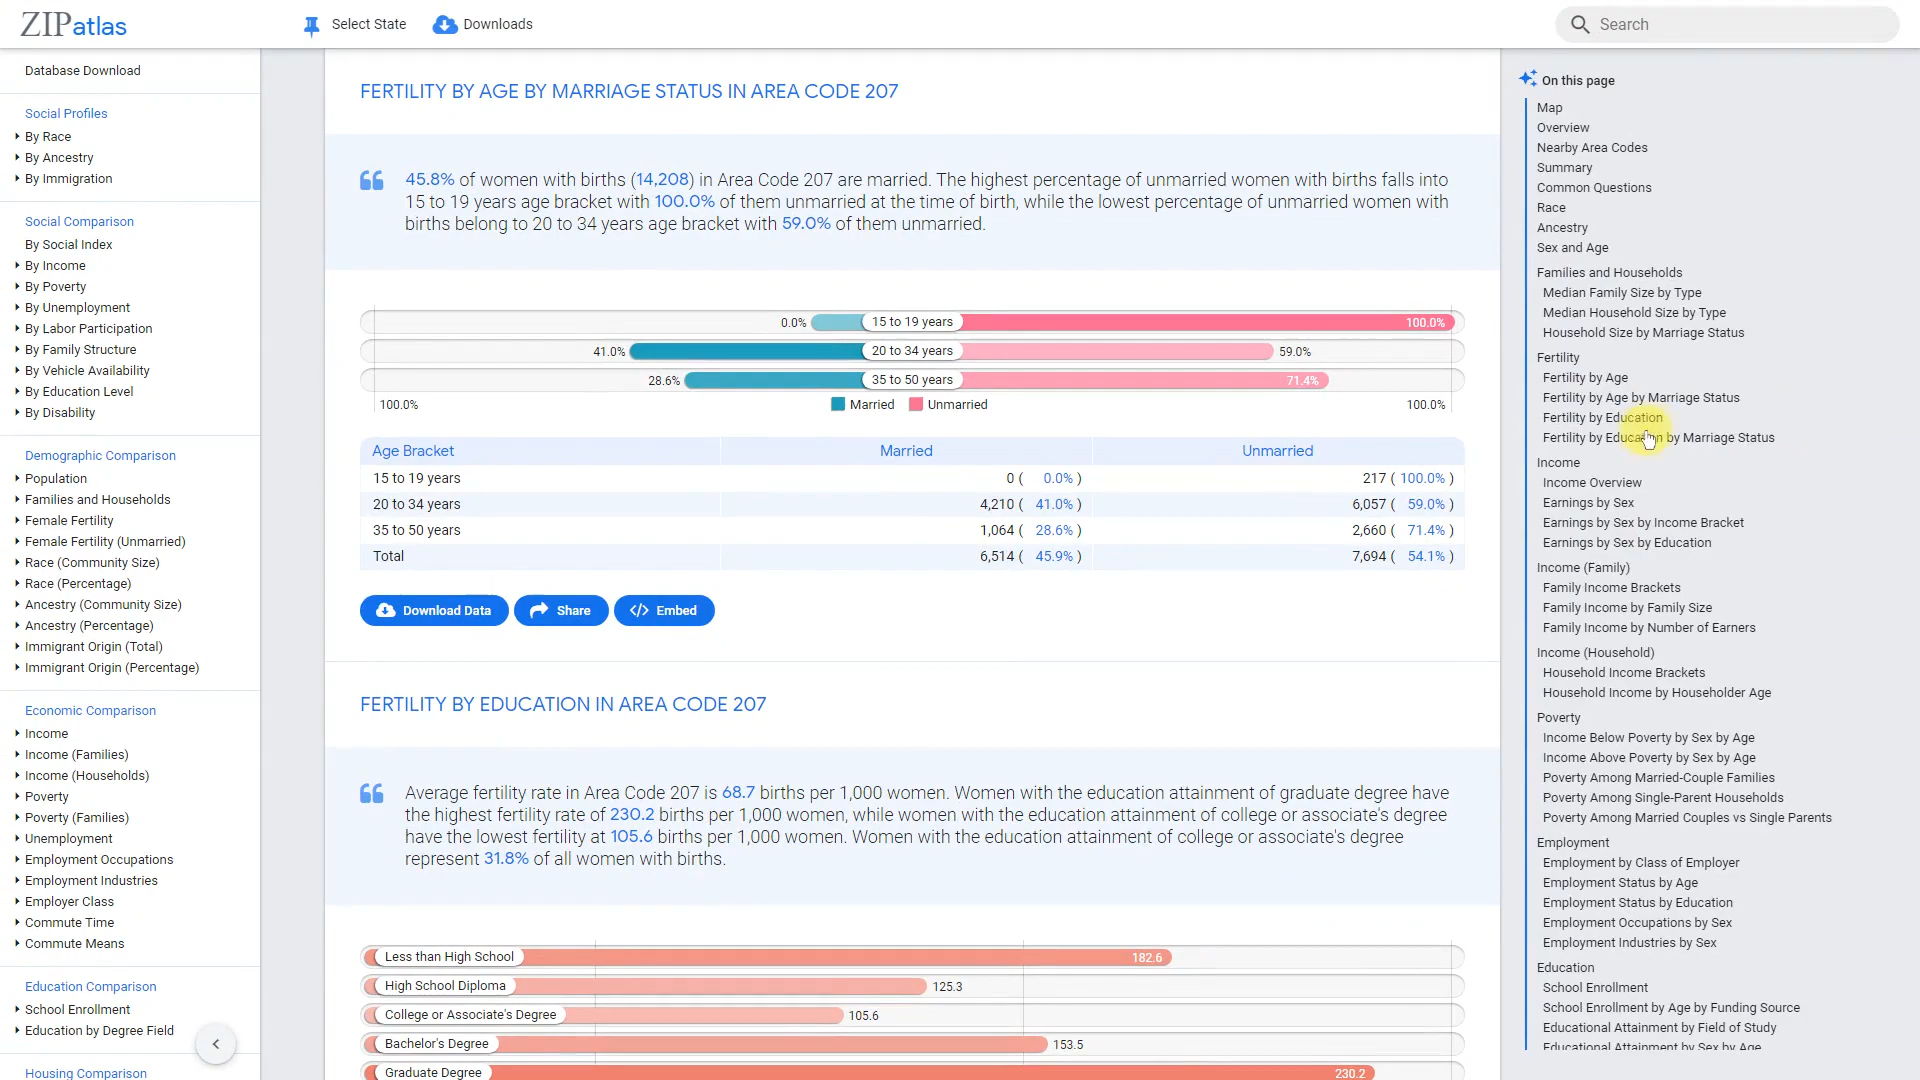 ZIPatlas
Select State
Downloads
Search
Database Download
Social Profiles
By Race
By Ancestry
By Immigration
Social Comparison
By Social Index
By Income
By Poverty
By Unemployment
By Labor Participation
By Family Structure
By Vehicle Availability
By Education Level
By Disability
Demographic Comparison
Population
Families and Households
Female Fertility
Female Fertility (Unmarried)
Race (Community Size)
Race (Percentage)
Ancestry (Community Size)
Ancestry (Percentage)
Immigrant Origin (Total)
Immigrant Origin (Percentage)
Economic Comparison
Income
Income (Families)
Income (Households)
Poverty
Poverty (Families)
Unemployment
Employment Occupations
Employment Industries
Employer Class
Commute Time
Commute Means
Education Comparison
School Enrollment
Education by Degree Field
Housing Comparison
FERTILITY BY AGE BY MARRIAGE STATUS IN AREA CODE 207
45.8% of women with births (14,208) in Area Code 207 are married. The highest percentage of unmarried women with births falls into
15 to 19 years age bracket with 100.0% of them unmarried at the time of birth, while the lowest percentage of unmarried women with
births belong to 20 to 34 years age bracket with 59.0% of them unmarried.
0.0% 15 to 19 years 100.0%
41.0% 20 to 34 years 59.0%
28.6% 35 to 50 years 71.4%
100.0% Married Unmarried 100.0%
Age Bracket Married Unmarried
15 to 19 years 0 ( 0.0% ) 217 ( 100.0% )
20 to 34 years 4,210 ( 41.0% ) 6,057 ( 59.0% )
35 to 50 years 1,064 ( 28.6% ) 2,660 ( 71.4% )
Total 6,514 ( 45.9% ) 7,694 ( 54.1% )
Download Data Share Embed
FERTILITY BY EDUCATION IN AREA CODE 207
Average fertility rate in Area Code 207 is 68.7 births per 1,000 women. Women with the education attainment of graduate degree have
the highest fertility rate of 230.2 births per 1,000 women, while women with the education attainment of college or associate's degree
have the lowest fertility at 105.6 births per 1,000 women. Women with the education attainment of college or associate's degree
represent 31.8% of all women with births.
Less than High School 182.6
High School Diploma 125.3
College or Associate's Degree 105.6
Bachelor's Degree 153.5
Graduate Degree 230.2
On this page
Map
Overview
Nearby Area Codes
Summary
Common Questions
Race
Ancestry
Sex and Age
Families and Households
Median Family Size by Type
Median Household Size by Type
Household Size by Marriage Status
Fertility
Fertility by Age
Fertility by Age by Marriage Status
Fertility by Education
Fertility by Education by Marriage Status
Income
Income Overview
Earnings by Sex
Earnings by Sex by Income Bracket
Earnings by Sex by Education
Income (Family)
Family Income Brackets
Family Income by Family Size
Family Income by Number of Earners
Income (Household)
Household Income Brackets
Household Income by Householder Age
Poverty
Income Below Poverty by Sex by Age
Income Above Poverty by Sex by Age
Poverty Among Married-Couple Families
Poverty Among Single-Parent Households
Poverty Among Married Couples vs Single Parents
Employment
Employment by Class of Employer
Employment Status by Age
Employment Status by Education
Employment Occupations by Sex
Employment Industries by Sex
Education
School Enrollment
School Enrollment by Age by Funding Source
Educational Attainment by Field of Study
Educational Attainment by Sex by Age